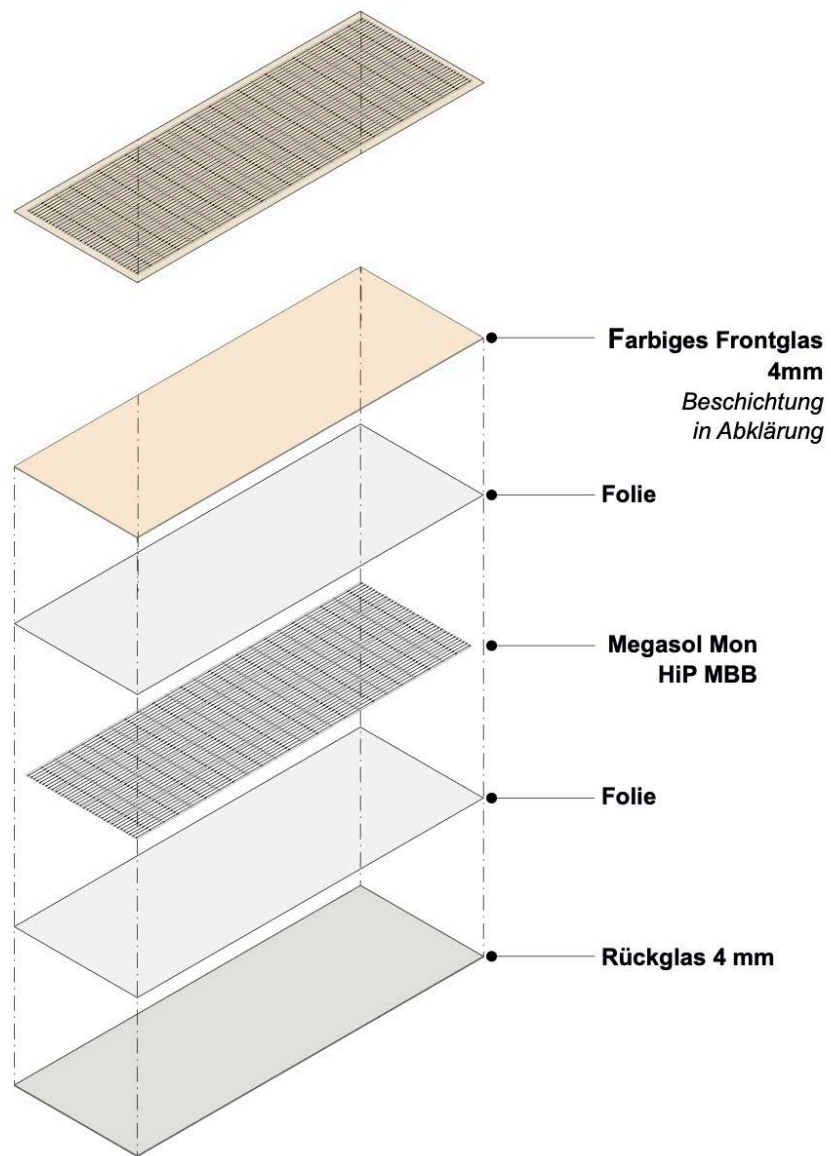 Farbiges Frontglas
4mm
Beschichtung
in Abklärung
Folie
Megasol Mon
HiP MBB
Folie
Rückglas 4 mm